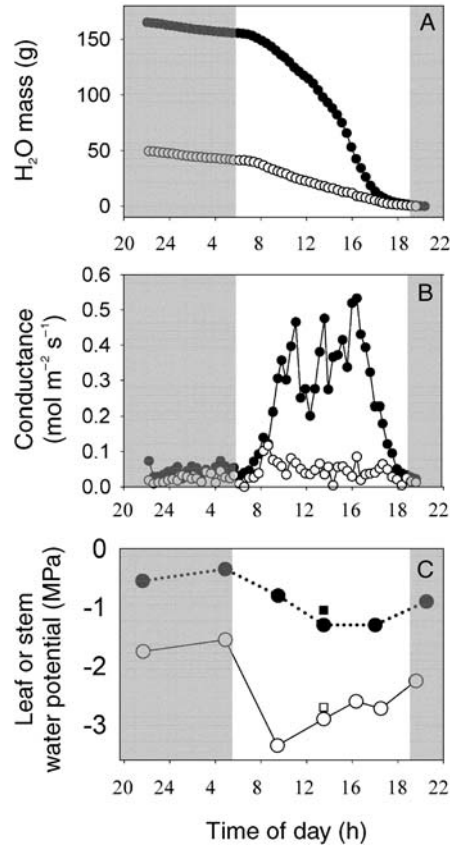 A
H₂O mass (g)
150
100
50
0
20 24 4 8 12 16 20 22
B
Conductance
(mol m⁻² s⁻¹)
0.6
0.5
0.4
0.3
0.2
0.1
0.0
20 24 4 8 12 16 20 22
C
Leaf or stem
water potential (MPa)
0
-1
-2
-3
20 24 4 8 12 16 20 22
Time of day (h)